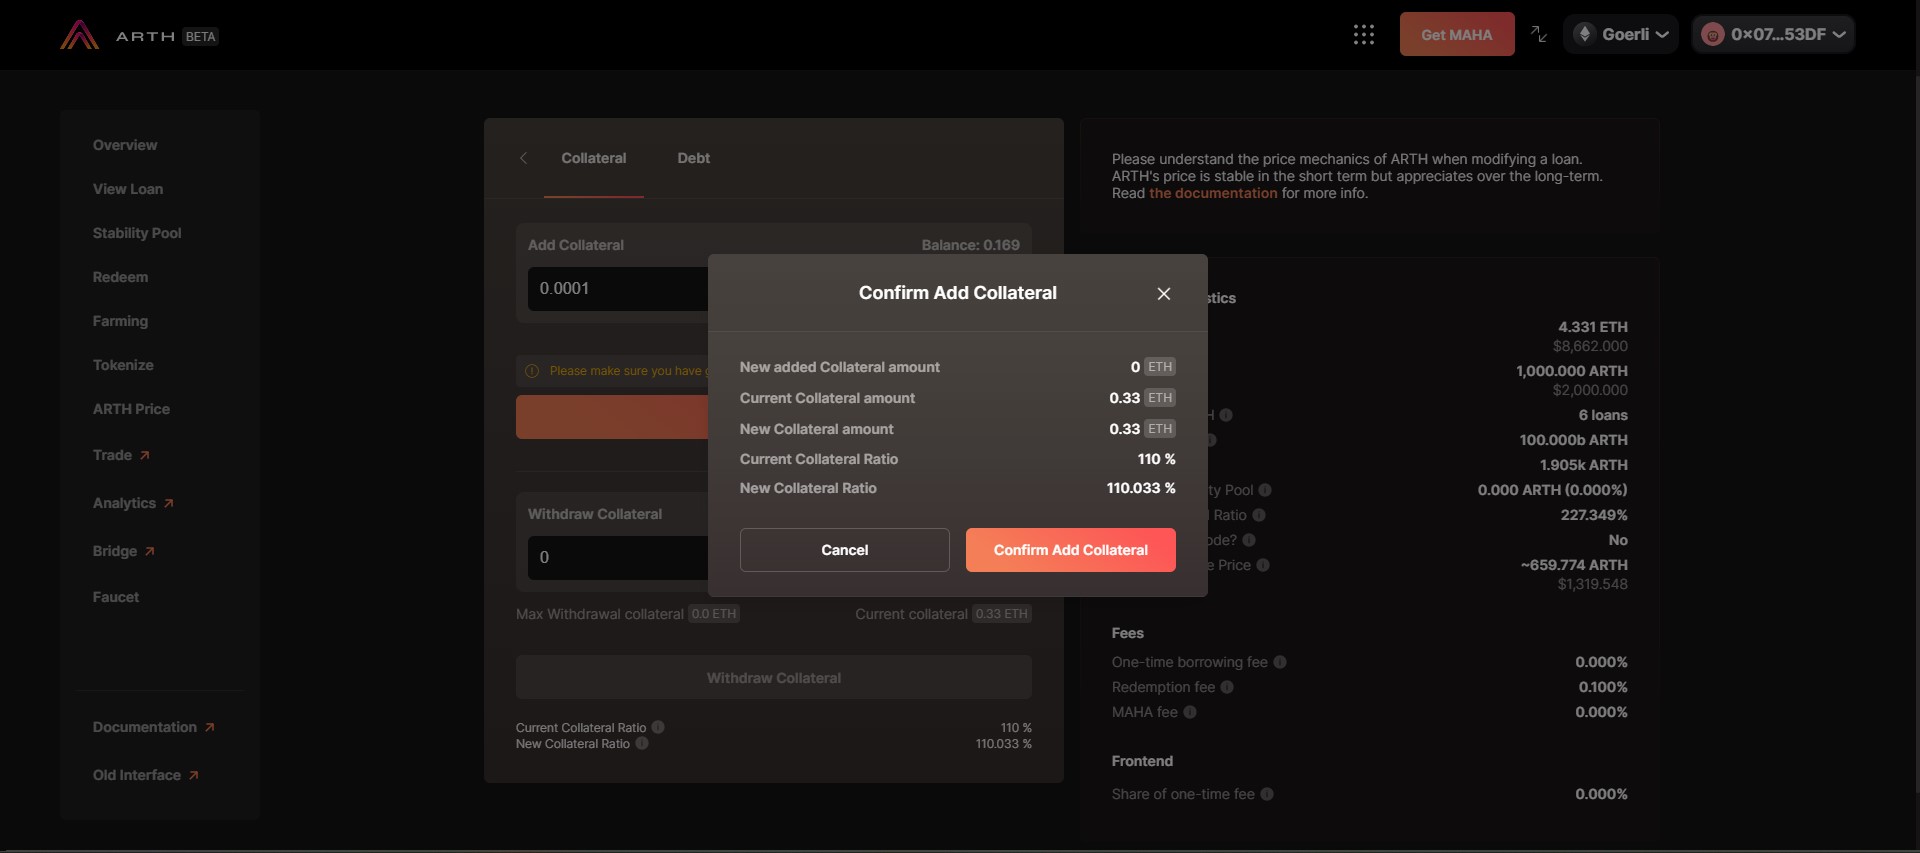 ARTH BETA
Get MAHA
Goerli
0×07...53DF
Overview
View Loan
Stability Pool
Redeem
Farming
Tokenize
ARTH Price
Trade
Analytics
Bridge
Faucet
Documentation
Old Interface
Collateral Debt
Add Collateral Balance: 0.169
0.0001
Please make sure you have
Withdraw Collateral
0
Max Withdrawal collateral 0.0 ETH Current collateral 0.33 ETH
Withdraw Collateral
Current Collateral Ratio 110 %
New Collateral Ratio 110.033 %
Confirm Add Collateral
New added Collateral amount 0 ETH
Current Collateral amount 0.33 ETH
New Collateral amount 0.33 ETH
Current Collateral Ratio 110 %
New Collateral Ratio 110.033 %
Cancel Confirm Add Collateral
Please understand the price mechanics of ARTH when modifying a loan.
ARTH's price is stable in the short term but appreciates over the long-term.
Read the documentation for more info.
stics
4.331 ETH
$8,662.000
1,000.000 ARTH
$2,000.000
H 6 loans
100.000b ARTH
1.905k ARTH
ty Pool 0.000 ARTH (0.000%)
Ratio 227.349%
ode? No
e Price ~659.774 ARTH
$1,319.548
Fees
One-time borrowing fee 0.000%
Redemption fee 0.100%
MAHA fee 0.000%
Frontend
Share of one-time fee 0.000%